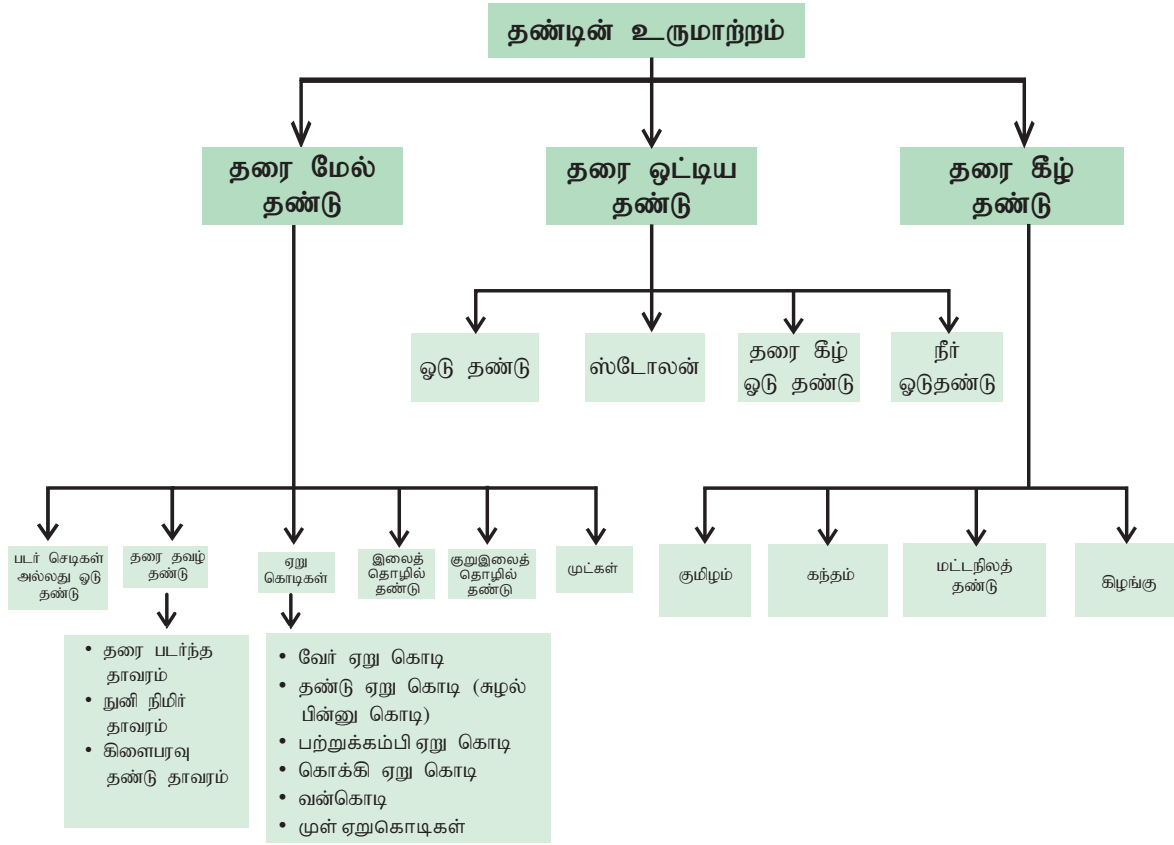 தண்டின் உருமாற்றம்
தரை மேல்
தண்டு
தரை ஒட்டிய
தண்டு
தரை கீழ்
தண்டு
ஓடு தண்டு
ஸ்டோலன்
தரை கீழ்
ஓடு தண்டு
நீர்
ஓடுதண்டு
படர் செடிகள்
அல்லது ஓடு
தண்டு
தரை தவழ்
தண்டு
ஏறு
கொடிகள்
இலைத்
தொழில்
தண்டு
குறுஇலைத்
தொழில்
தண்டு
முட்கள்
குமிழம்
கந்தம்
மட்டநிலத்
தண்டு
கிழங்கு
• தரை படர்ந்த
தாவரம்
• நுனி நிமிர்
தாவரம்
• கிளைபரவு
தண்டு தாவரம்
• வேர் ஏறு கொடி
• தண்டு ஏறு கொடி (சுழல்
பின்னு கொடி)
• பற்றுக்கம்பி ஏறு கொடி
• கொக்கி ஏறு கொடி
• வன்கொடி
• முள் ஏறுகொடிகள்